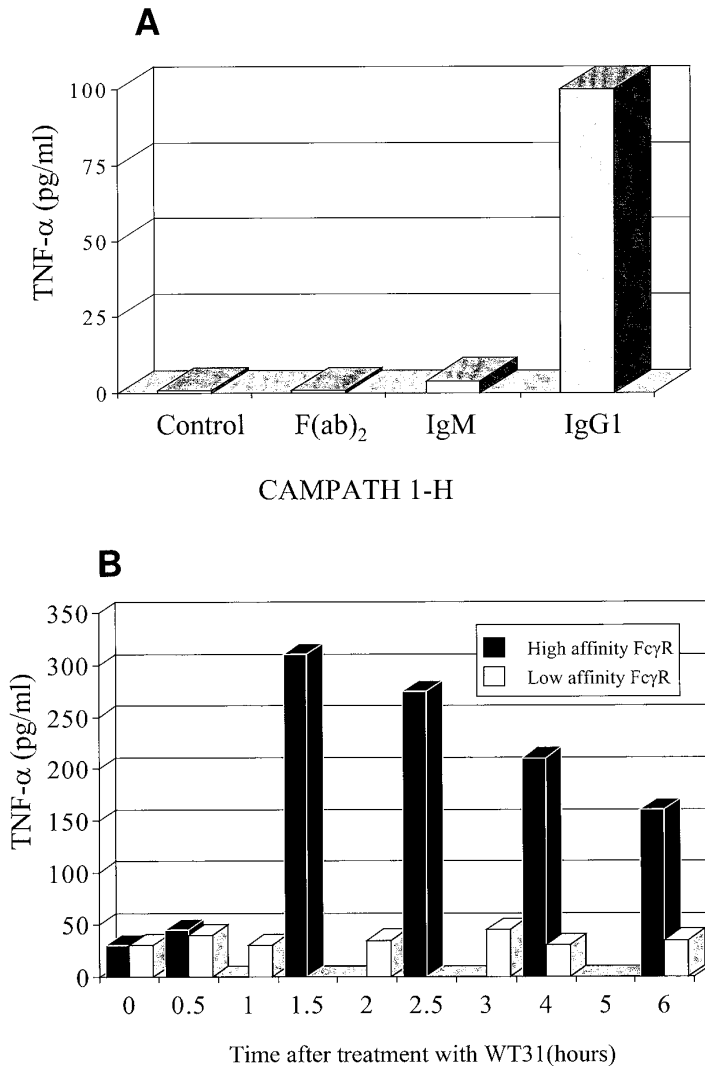 A
TNF-α (pg/ml)
100
75
50
25
0
Control F(ab)₂ IgM IgG1
CAMPATH 1-H
B
TNF-α (pg/ml)
350
300
250
200
150
100
50
0
High affinity FcγR
Low affinity FcγR
0 0.5 1 1.5 2 2.5 3 4 5 6
Time after treatment with WT31(hours)